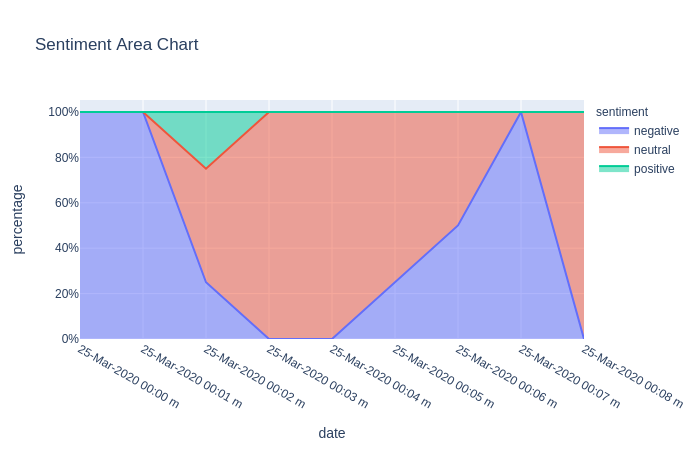 Sentiment Area Chart
100%
80%
60%
40%
20%
0%
percentage
25-Mar-2020 00:00 m
25-Mar-2020 00:01 m
25-Mar-2020 00:02 m
25-Mar-2020 00:03 m
25-Mar-2020 00:04 m
25-Mar-2020 00:05 m
25-Mar-2020 00:06 m
25-Mar-2020 00:07 m
25-Mar-2020 00:08 m
date
sentiment
negative
neutral
positive